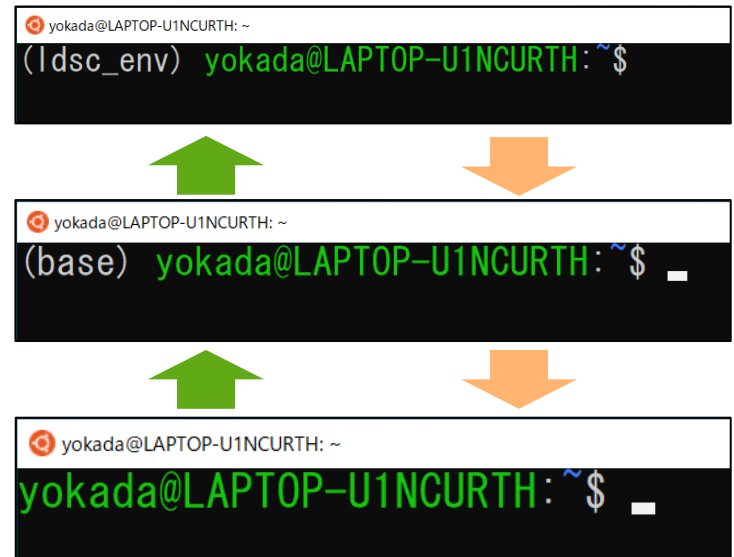 yokada@LAPTOP-U1NCURTH: ~
(ldsc_env) yokada@LAPTOP-U1NCURTH:~$
yokada@LAPTOP-U1NCURTH: ~
(base) yokada@LAPTOP-U1NCURTH:~$
yokada@LAPTOP-U1NCURTH: ~
yokada@LAPTOP-U1NCURTH:~$